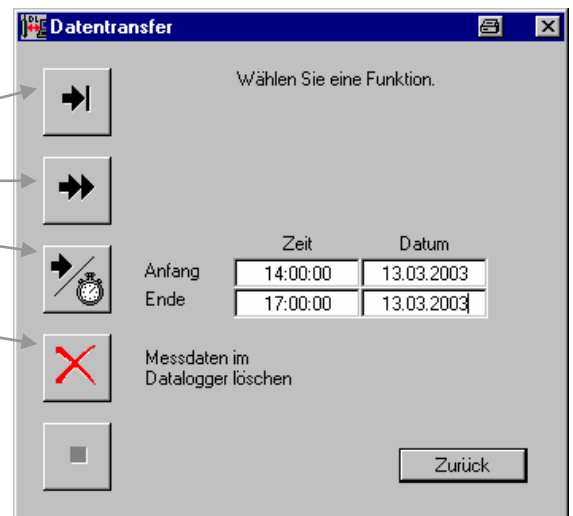 Datentransfer
Wählen Sie eine Funktion.
Zeit Datum
Anfang 14:00:00 13.03.2003
Ende 17:00:00 13.03.2003
Messdaten im
Datalogger löschen
Zurück